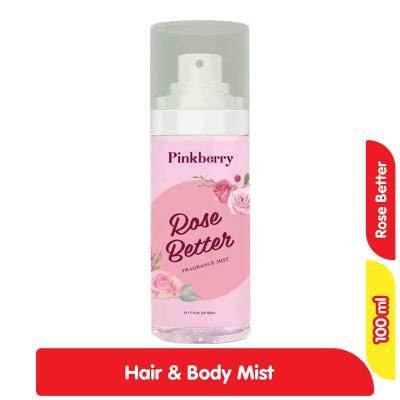 Pinkberry
Rose
Better
FRAGRANCE MIST
Rose Better
100 ml
Hair & Body Mist